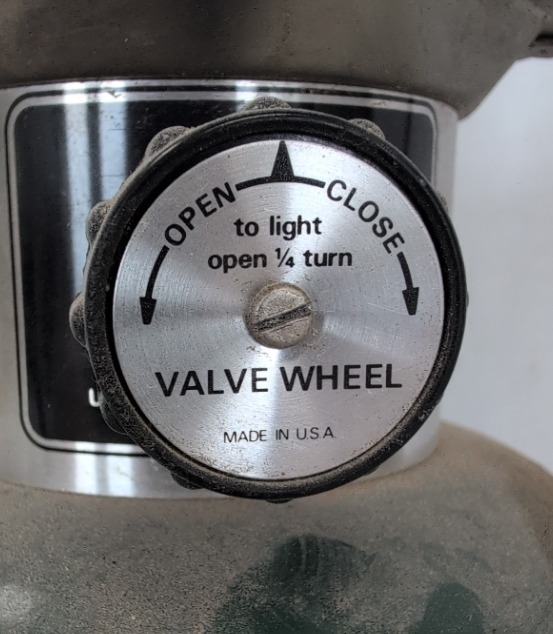 OPEN CLOSE
to light
open ¼ turn
VALVE WHEEL
MADE IN U.S.A.